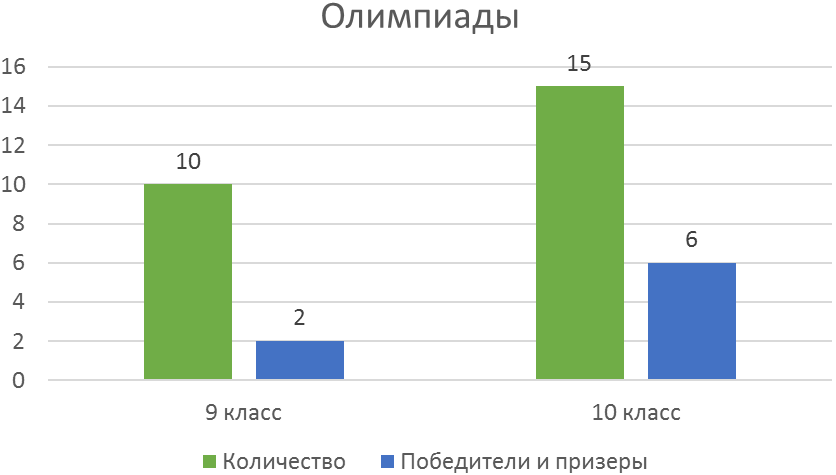 Олимпиады
16
14
12
10
8
6
4
2
0
10
2
15
6
9 класс
10 класс
Количество
Победители и призеры